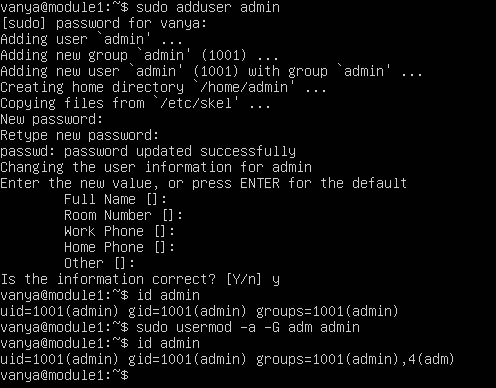 vanya@module1:~$ sudo adduser admin
[sudo] password for vanya:
Adding user `admin' ...
Adding new group `admin' (1001) ...
Adding new user `admin' (1001) with group `admin' ...
Creating home directory `/home/admin' ...
Copying files from `/etc/skel' ...
New password:
Retype new password:
passwd: password updated successfully
Changing the user information for admin
Enter the new value, or press ENTER for the default
        Full Name []:
        Room Number []:
        Work Phone []:
        Home Phone []:
        Other []:
Is the information correct? [Y/n] y
vanya@module1:~$ id admin
uid=1001(admin) gid=1001(admin) groups=1001(admin)
vanya@module1:~$ sudo usermod -a -G adm admin
vanya@module1:~$ id admin
uid=1001(admin) gid=1001(admin) groups=1001(admin),4(adm)
vanya@module1:~$